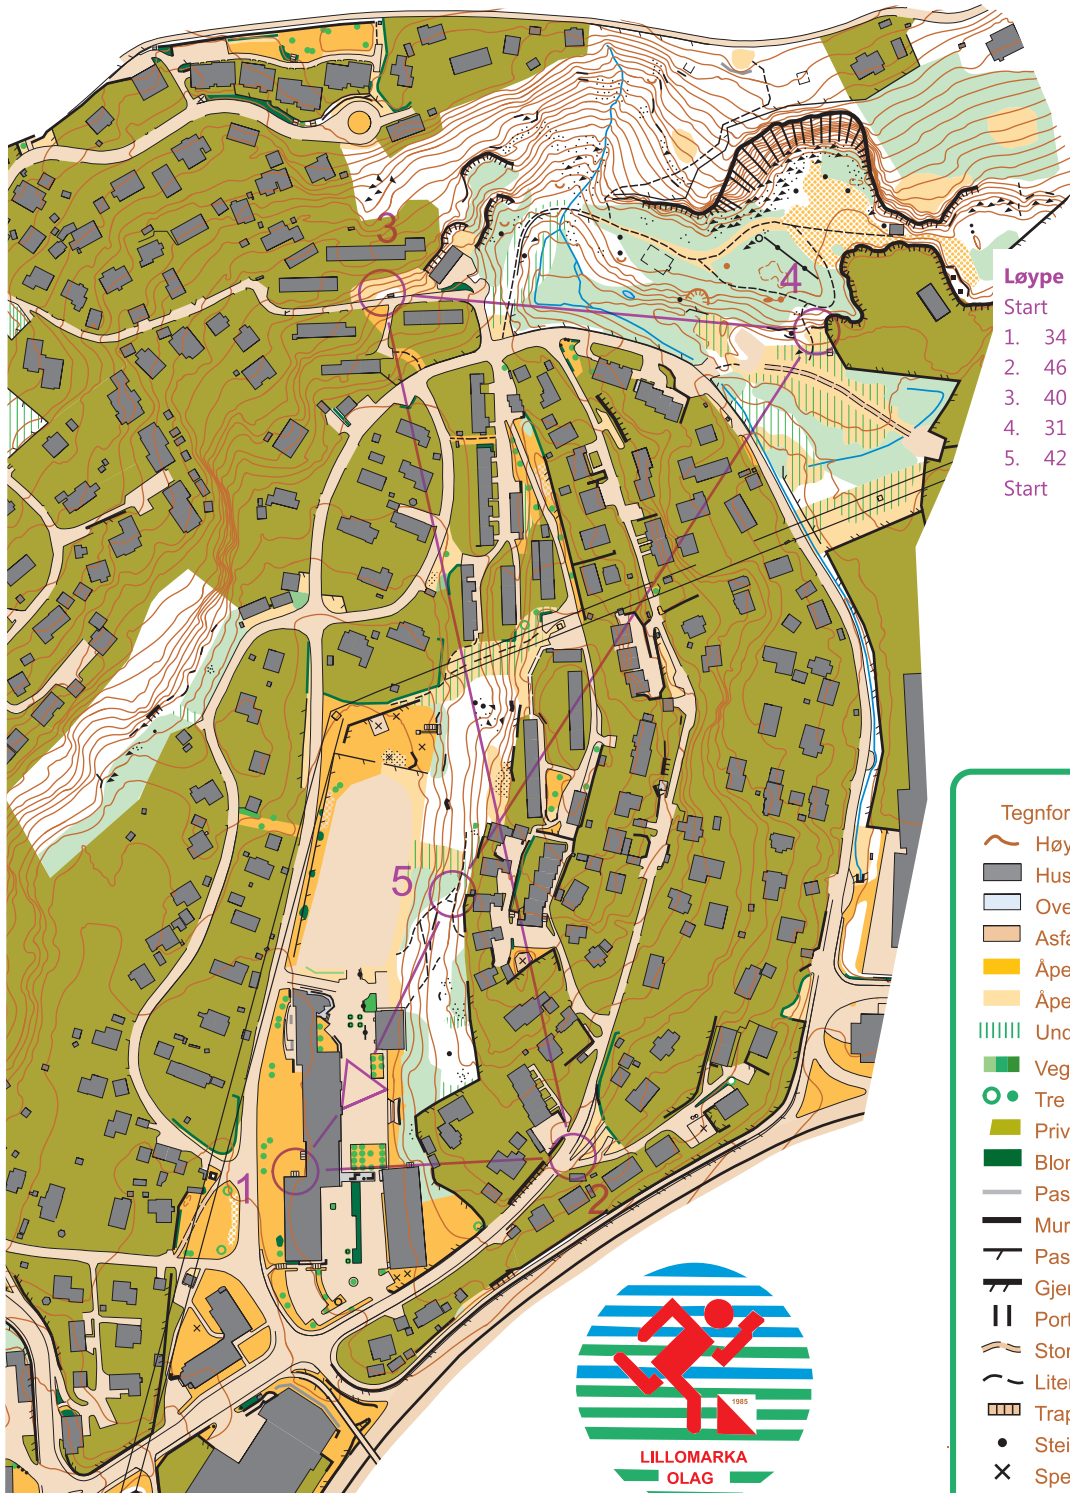 3
4
Løype
Start
1. 34
2. 46
3. 40
4. 31
5. 42
Start
5
1
2
Tegnfor
Høy
Hus
Ove
Asfa
Åpe
Åpe
Und
Veg
Tre
Priv
Blon
Pas
Mur
Pas
Gjer
Port
Stor
Liter
Trap
Stei
Spe
1985
LILLOMARKA
OLAG